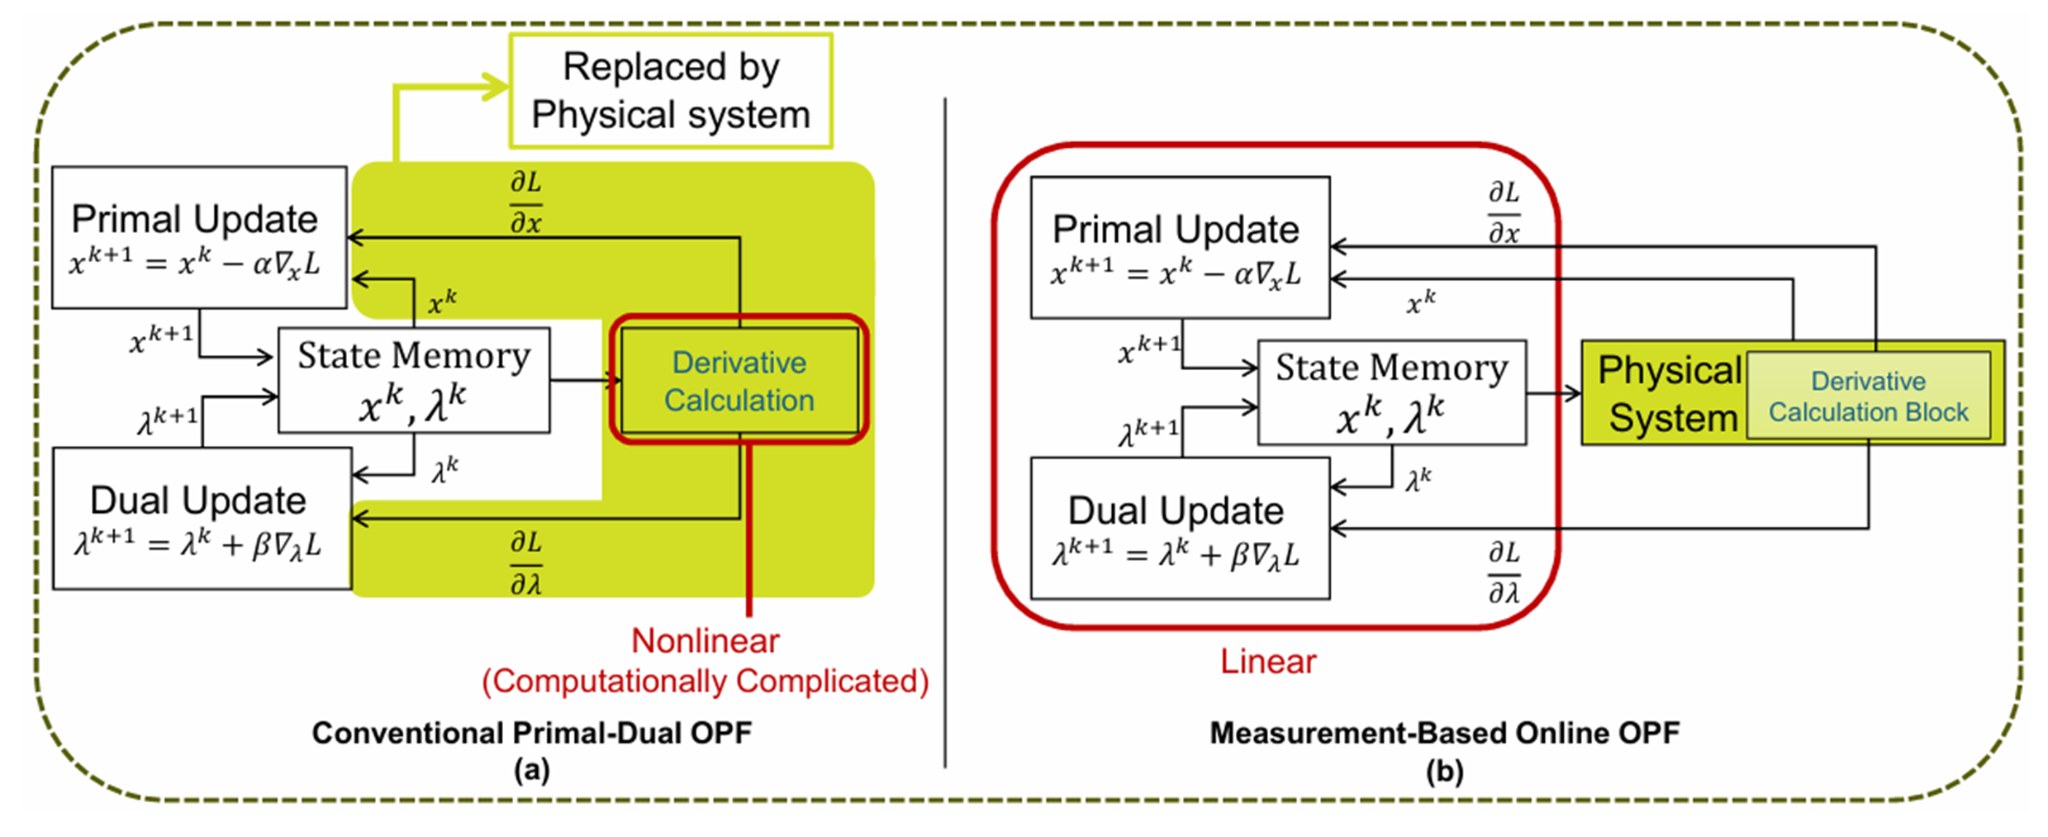 Replaced by
Physical system
∂L
∂x
Primal Update
x^{k+1} = x^k − α∇_x L
x^k
x^{k+1}
State Memory
x^k, λ^k
Derivative
Calculation
λ^{k+1}
λ^k
Dual Update
λ^{k+1} = λ^k + β∇_λ L
∂L
∂λ
Nonlinear
(Computationally Complicated)
Conventional Primal-Dual OPF
(a)
∂L
∂x
Primal Update
x^{k+1} = x^k − α∇_x L
x^k
x^{k+1}
State Memory
x^k, λ^k
Physical
System
Derivative
Calculation Block
λ^{k+1}
λ^k
Dual Update
λ^{k+1} = λ^k + β∇_λ L
∂L
∂λ
Linear
Measurement-Based Online OPF
(b)